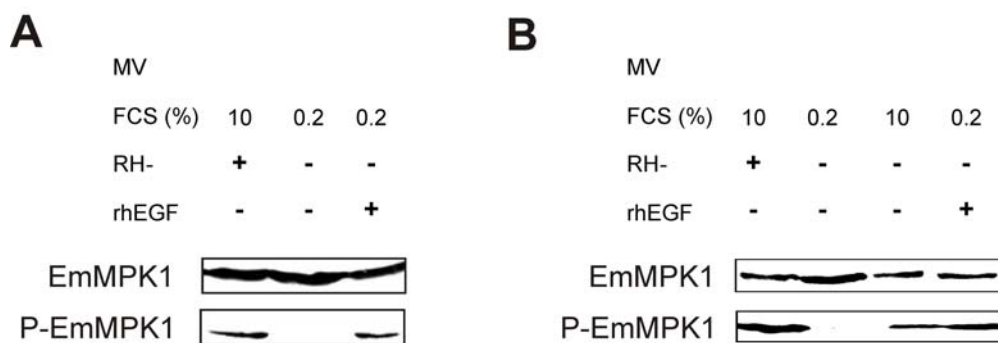 A
MV
FCS (%) 10 0.2 0.2
RH- + - -
rhEGF - - +
EmMPK1
P-EmMPK1
B
MV
FCS (%) 10 0.2 10 0.2
RH- + - - -
rhEGF - - - +
EmMPK1
P-EmMPK1